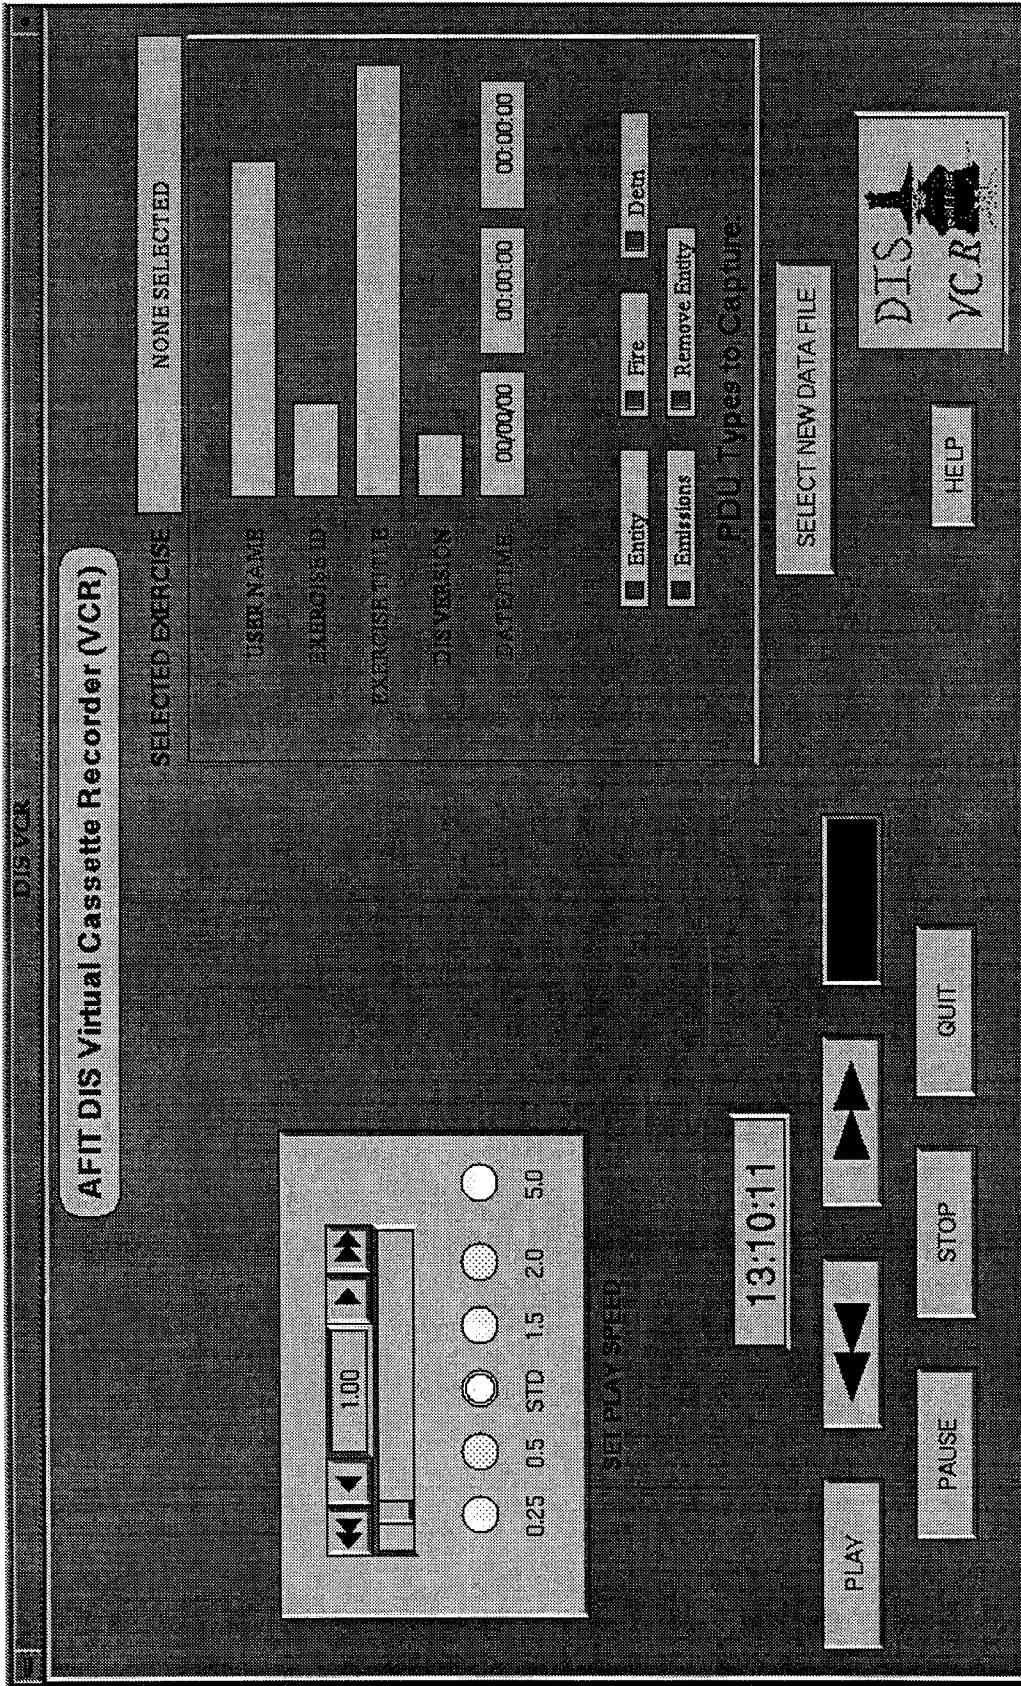 DIS VCR
AFIT DIS Virtual Cassette Recorder (VCR)
SELECTED EXERCISE NONE SELECTED
USER NAME
EXERCISE ID
EXERCISE TITLE
DIS VERSION
DATE/TIME 00/00/00 00:00:00 00:00:00
Entity Fire Detn
Emissions Remove Entity
PDU Types to Capture:
SELECT NEW DATA FILE
1.00
0.25 0.5 STD 1.5 2.0 5.0
SET PLAY SPEED
13:10:11
PLAY
PAUSE STOP QUIT
HELP
DIS
VCR